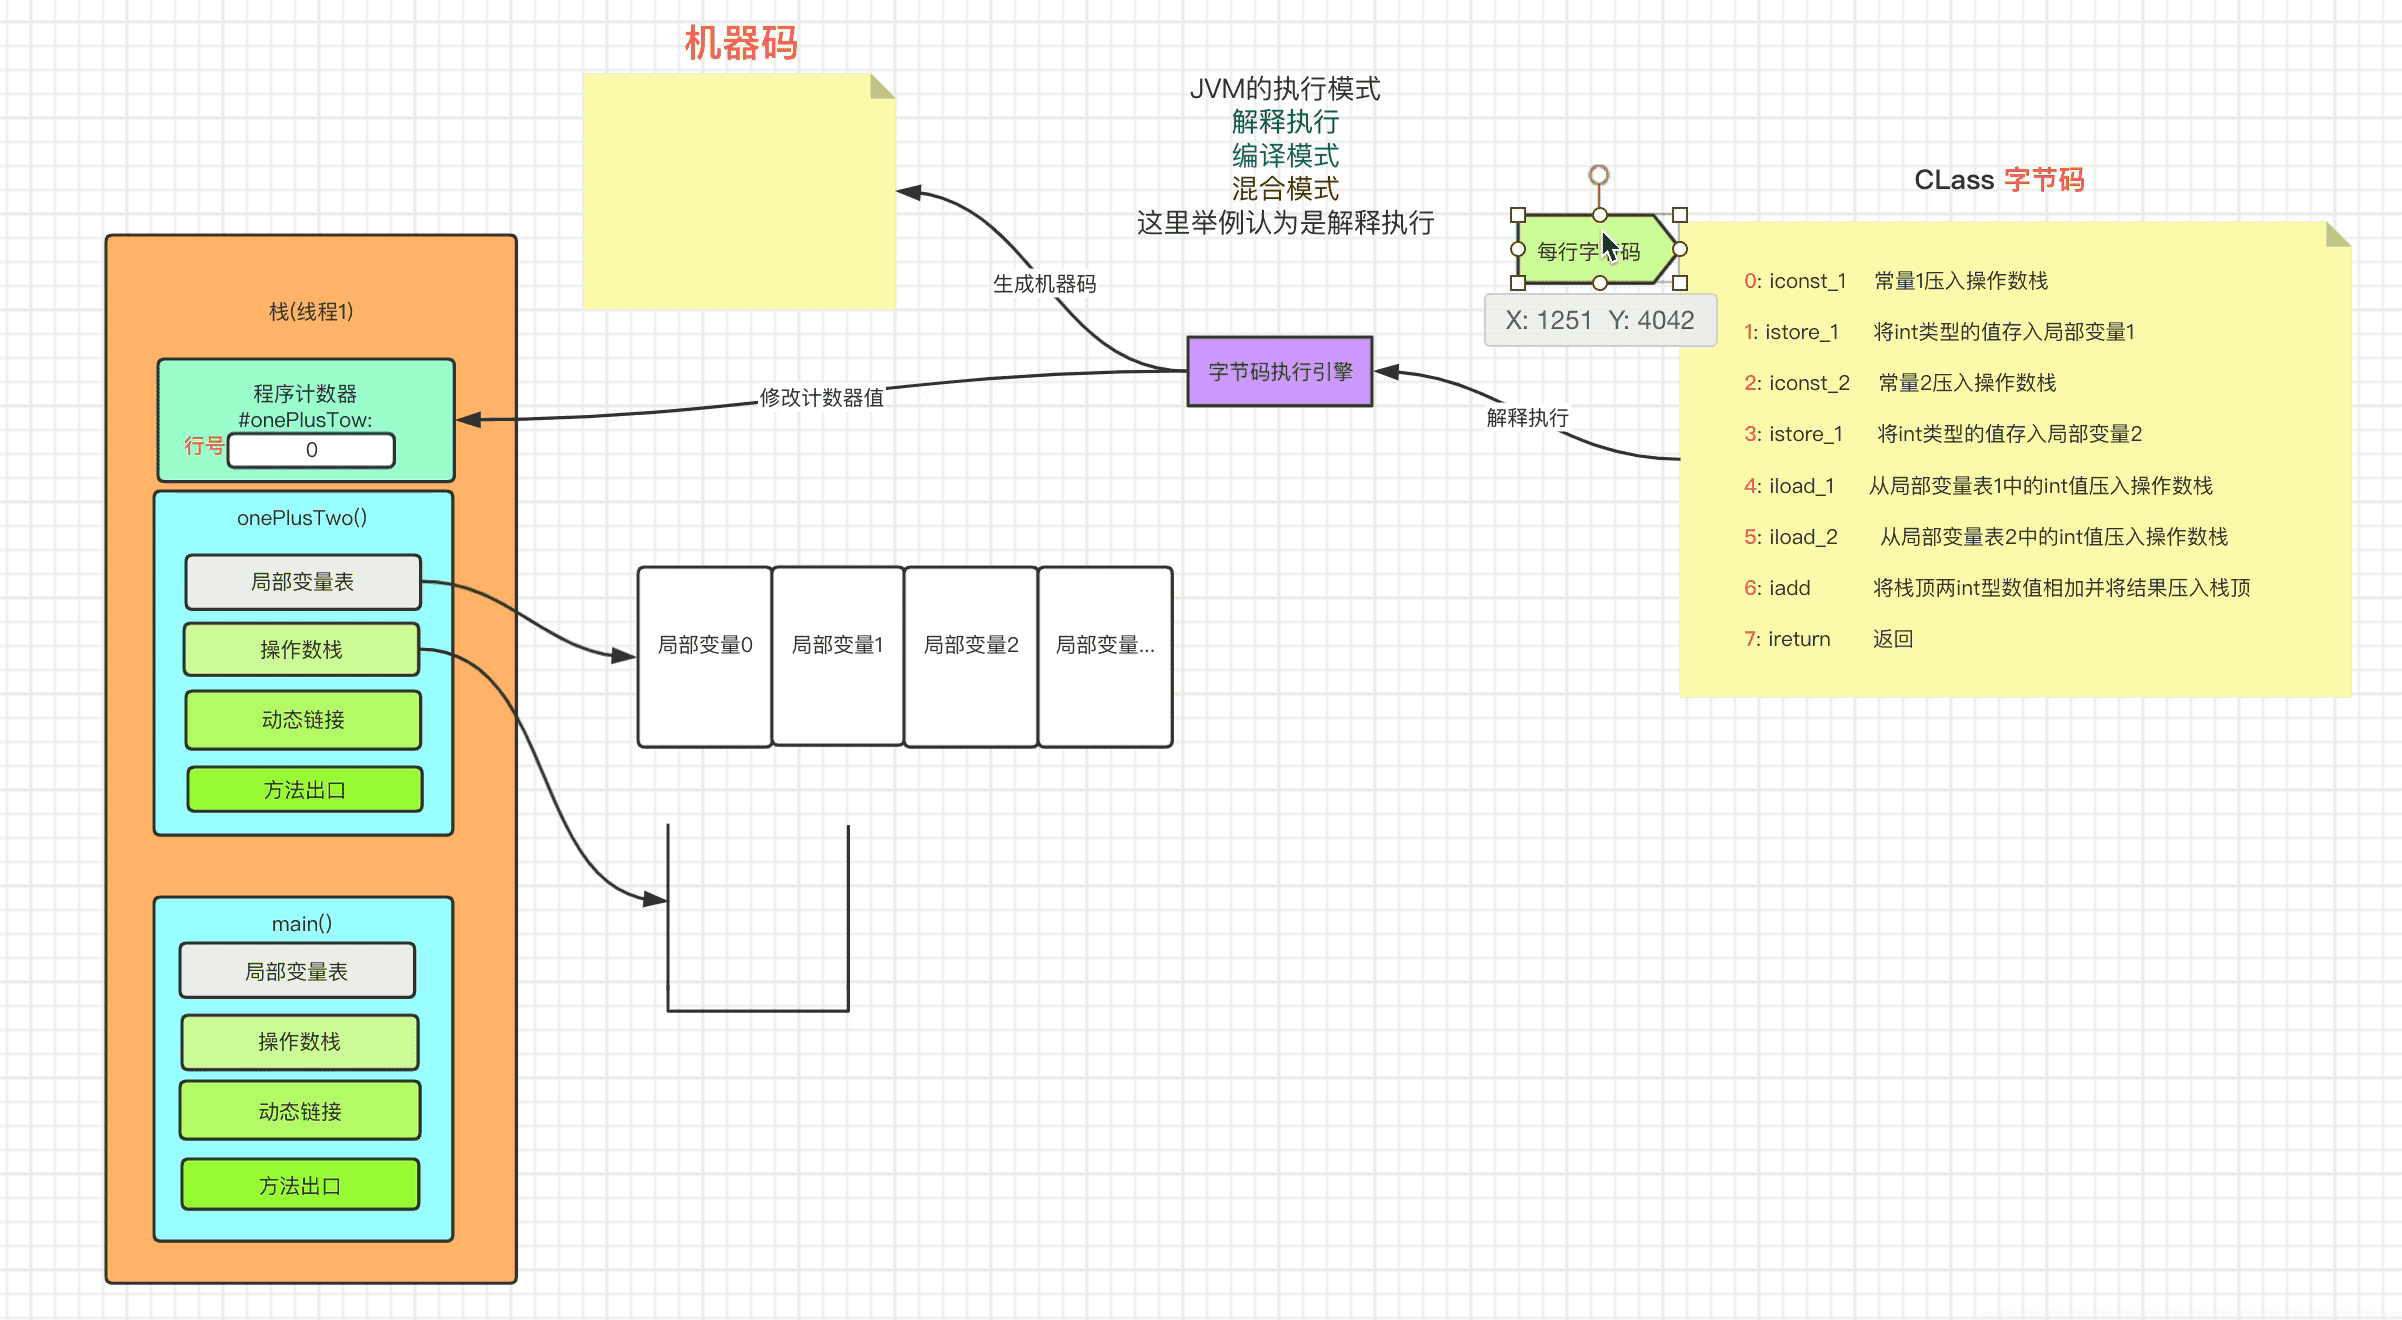 机器码
JVM的执行模式
解释执行
编译模式
混合模式
这里举例认为是解释执行
CLass 字节码
每行字节码
X: 1251 Y: 4042
0: iconst_1 常量1压入操作数栈
1: istore_1 将int类型的值存入局部变量1
2: iconst_2 常量2压入操作数栈
3: istore_1 将int类型的值存入局部变量2
4: iload_1 从局部变量表1中的int值压入操作数栈
5: iload_2 从局部变量表2中的int值压入操作数栈
6: iadd 将栈顶两int型数值相加并将结果压入栈顶
7: ireturn 返回
生成机器码
字节码执行引擎
修改计数器值
解释执行
栈(线程1)
程序计数器
#onePlusTow:
行号 0
onePlusTwo()
局部变量表
操作数栈
动态链接
方法出口
局部变量0 局部变量1 局部变量2 局部变量...
main()
局部变量表
操作数栈
动态链接
方法出口